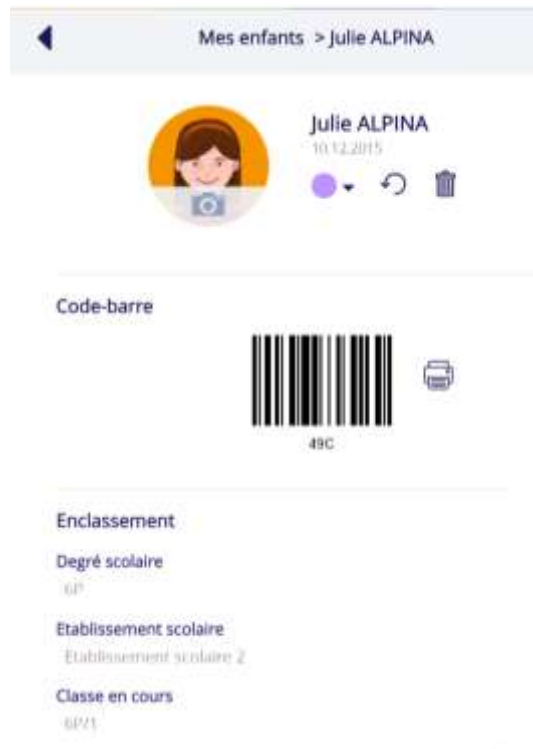 Mes enfants > Julie ALPINA
Julie ALPINA
10.12.2015
Code-barre
49C
Enclassement
Degré scolaire
6P
Etablissement scolaire
Etablissement scolaire 2
Classe en cours
6P/1